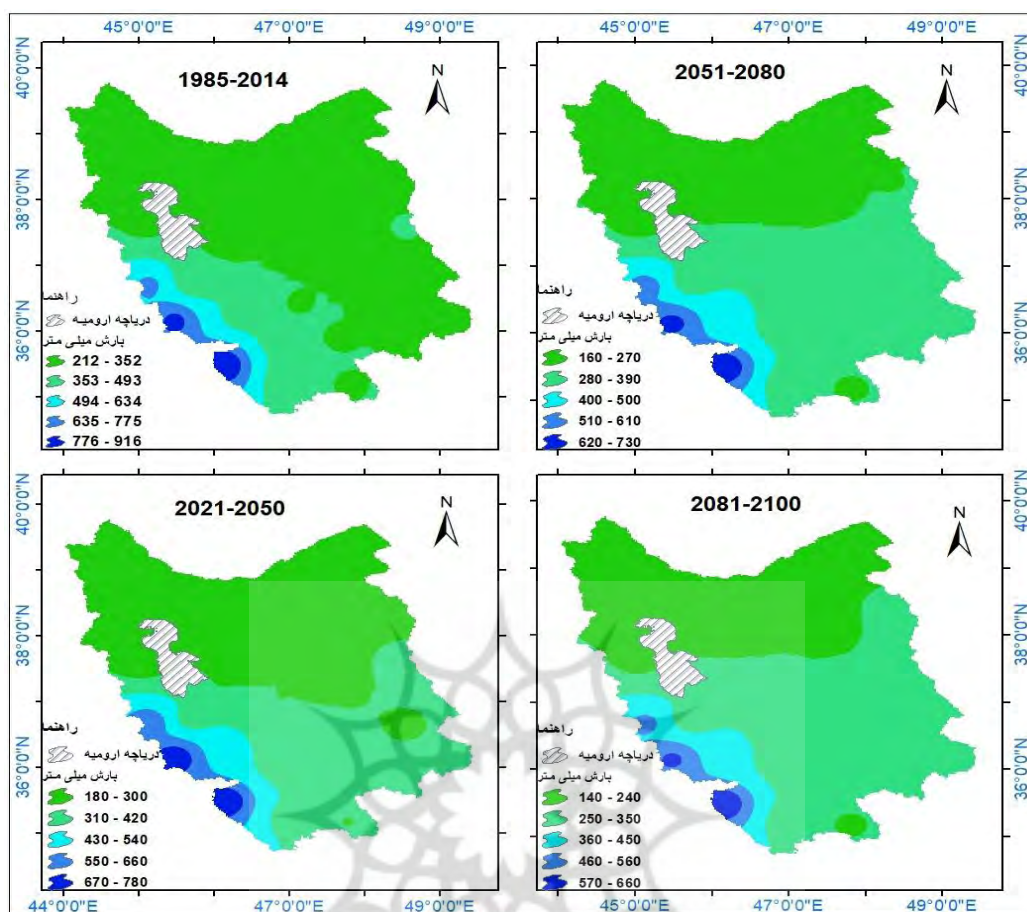 45°0'0"E 47°0'0"E 49°0'0"E 45°0'0"E 47°0'0"E 49°0'0"E
40°0'0"N
38°0'0"N
36°0'0"N
1985-2014
N
راهنما
دریاچه ارومیه
بارش میلی متر
212 - 352
353 - 493
494 - 634
635 - 775
776 - 916
2051-2080
N
40°0'0"N
38°0'0"N
36°0'0"N
راهنما
دریاچه ارومیه
بارش میلی متر
160 - 270
280 - 390
400 - 500
510 - 610
620 - 730
40°0'0"N
38°0'0"N
36°0'0"N
2021-2050
N
راهنما
دریاچه ارومیه
بارش میلی متر
180 - 300
310 - 420
430 - 540
550 - 660
670 - 780
2081-2100
N
40°0'0"N
38°0'0"N
36°0'0"N
راهنما
دریاچه ارومیه
بارش میلی متر
140 - 240
250 - 350
360 - 450
460 - 560
570 - 660
44°0'0"E 47°0'0"E 49°0'0"E 45°0'0"E 47°0'0"E 49°0'0"E